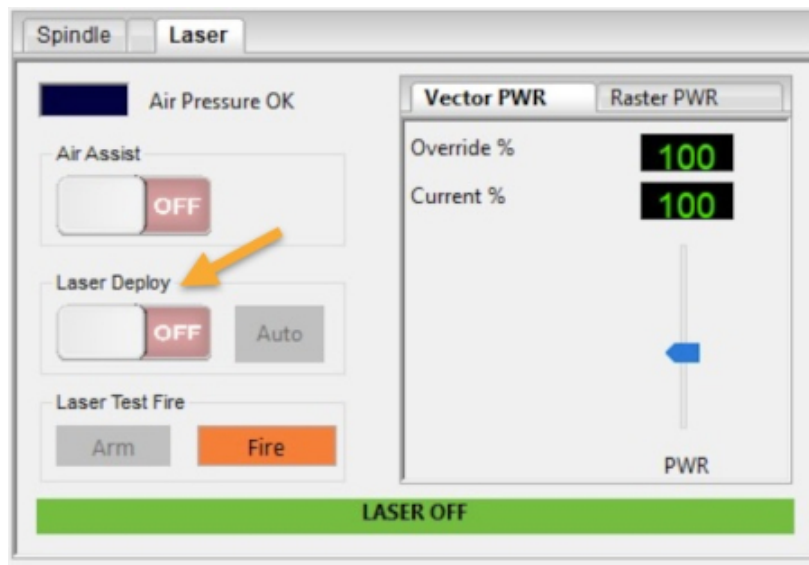 Spindle
Laser
Air Pressure OK
Air Assist
OFF
Laser Deploy
OFF
Auto
Laser Test Fire
Arm
Fire
Vector PWR
Raster PWR
Override %
100
Current %
100
PWR
LASER OFF